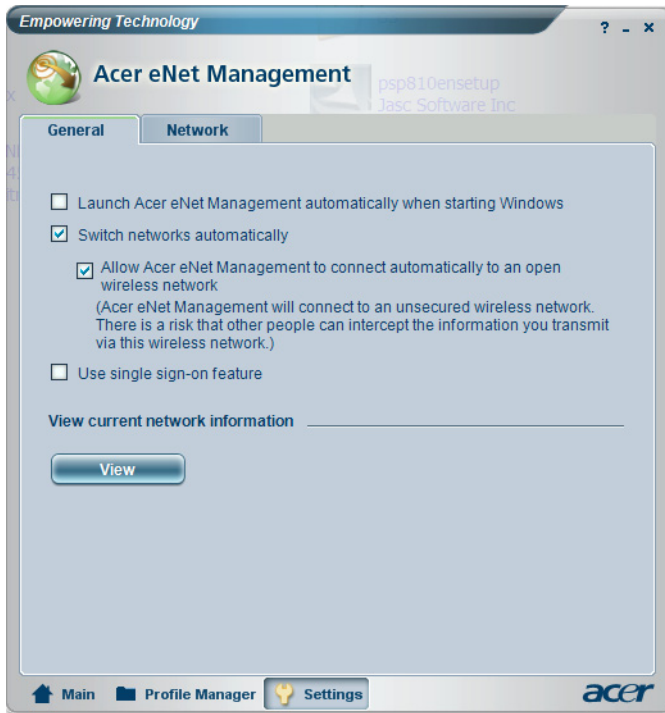 Empowering Technology
? - x
Acer eNet Management
psp810ensetup
Jasc Software Inc
General
Network
Launch Acer eNet Management automatically when starting Windows
Switch networks automatically
Allow Acer eNet Management to connect automatically to an open
wireless network
(Acer eNet Management will connect to an unsecured wireless network.
There is a risk that other people can intercept the information you transmit
via this wireless network.)
Use single sign-on feature
View current network information
View
Main
Profile Manager
Settings
acer